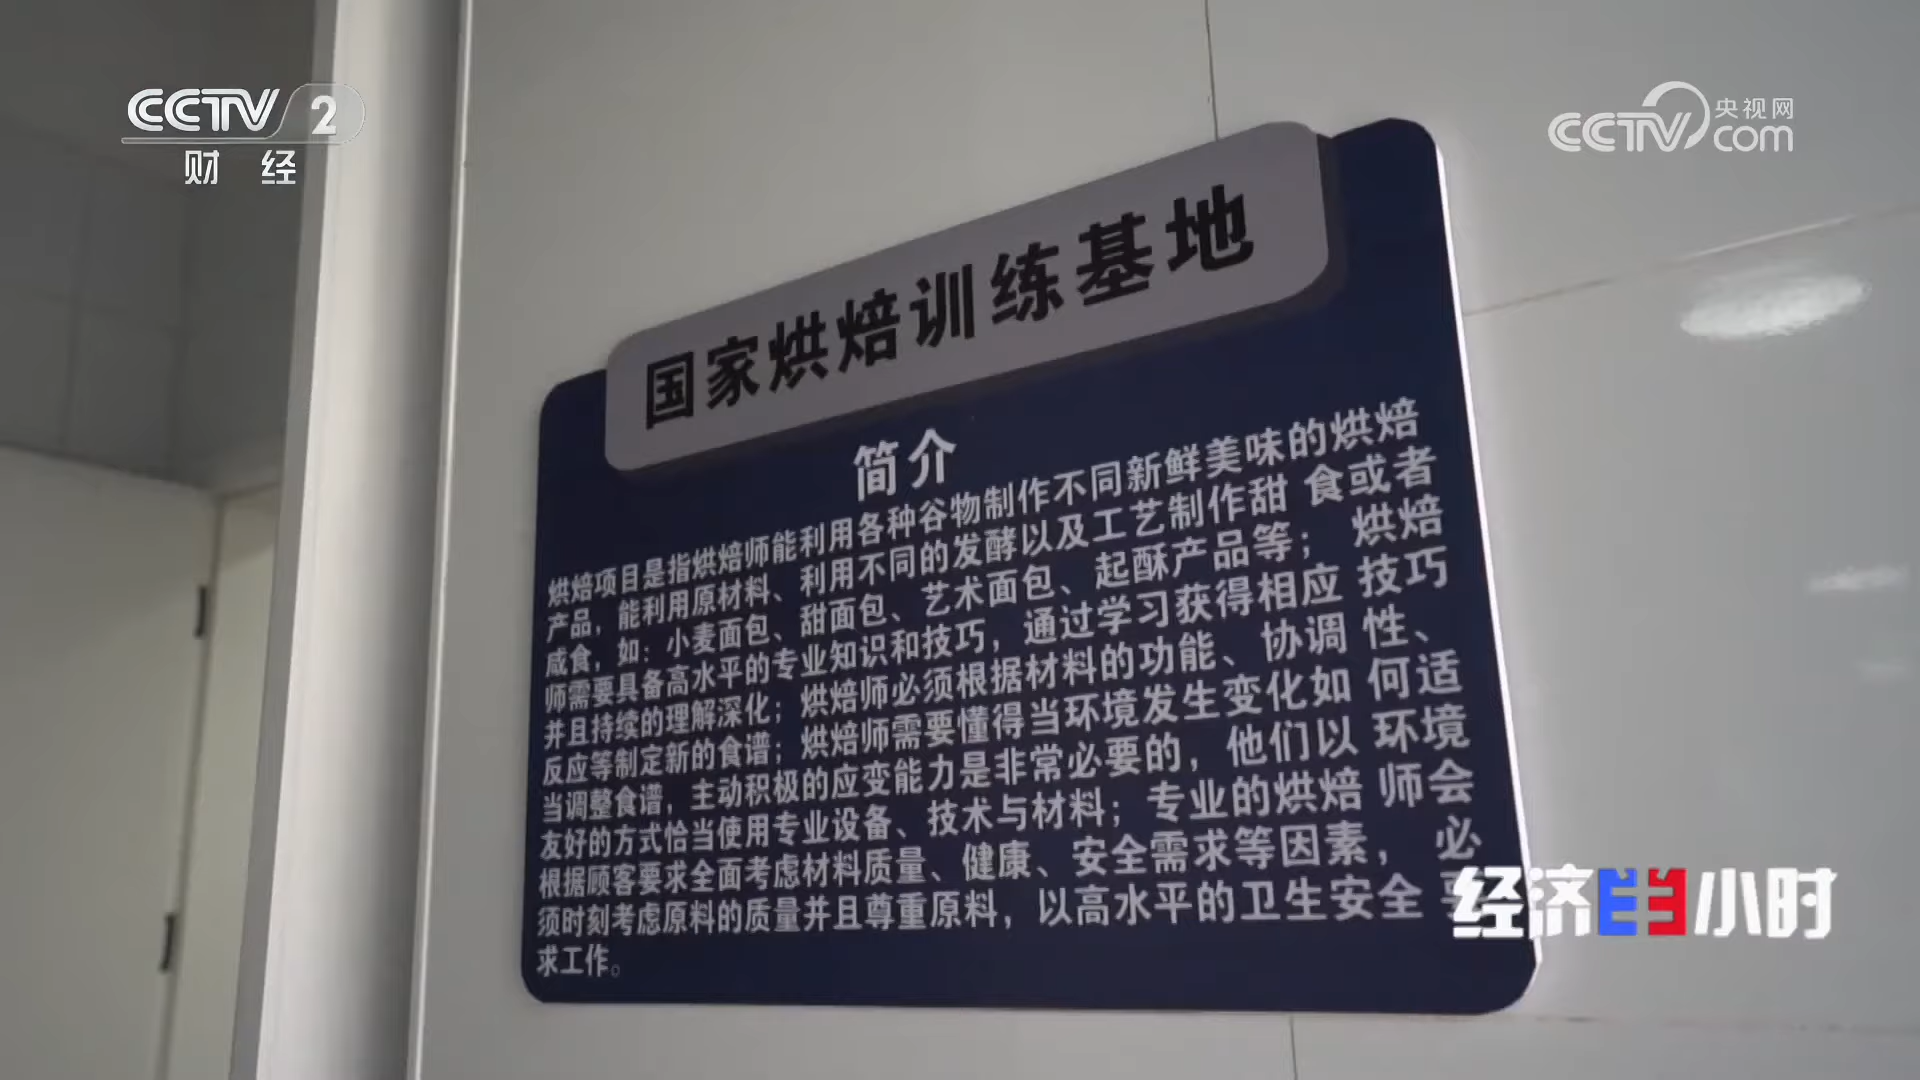 CCTV 2
财 经
CCTV 央视网
com
国家烘焙训练基地
简介
烘焙项目是指烘焙师能利用各种谷物制作不同新鲜美味的烘焙
产品，能利用原材料、利用不同的发酵以及工艺制作甜 食或者
咸食，如：小麦面包、甜面包、艺术面包、起酥产品等； 烘焙
师需要具备高水平的专业知识和技巧，通过学习获得相应 技巧
并且持续的理解深化；烘焙师必须根据材料的功能、协调 性、
反应等制定新的食谱；烘焙师需要懂得当环境发生变化如 何适
当调整食谱，主动积极的应变能力是非常必要的，他们以 环境
友好的方式恰当使用专业设备、技术与材料；专业的烘焙 师会
根据顾客要求全面考虑材料质量、健康、安全需求等因素， 必
须时刻考虑原料的质量并且尊重原料，以高水平的卫生安全
求工作。
经济半小时